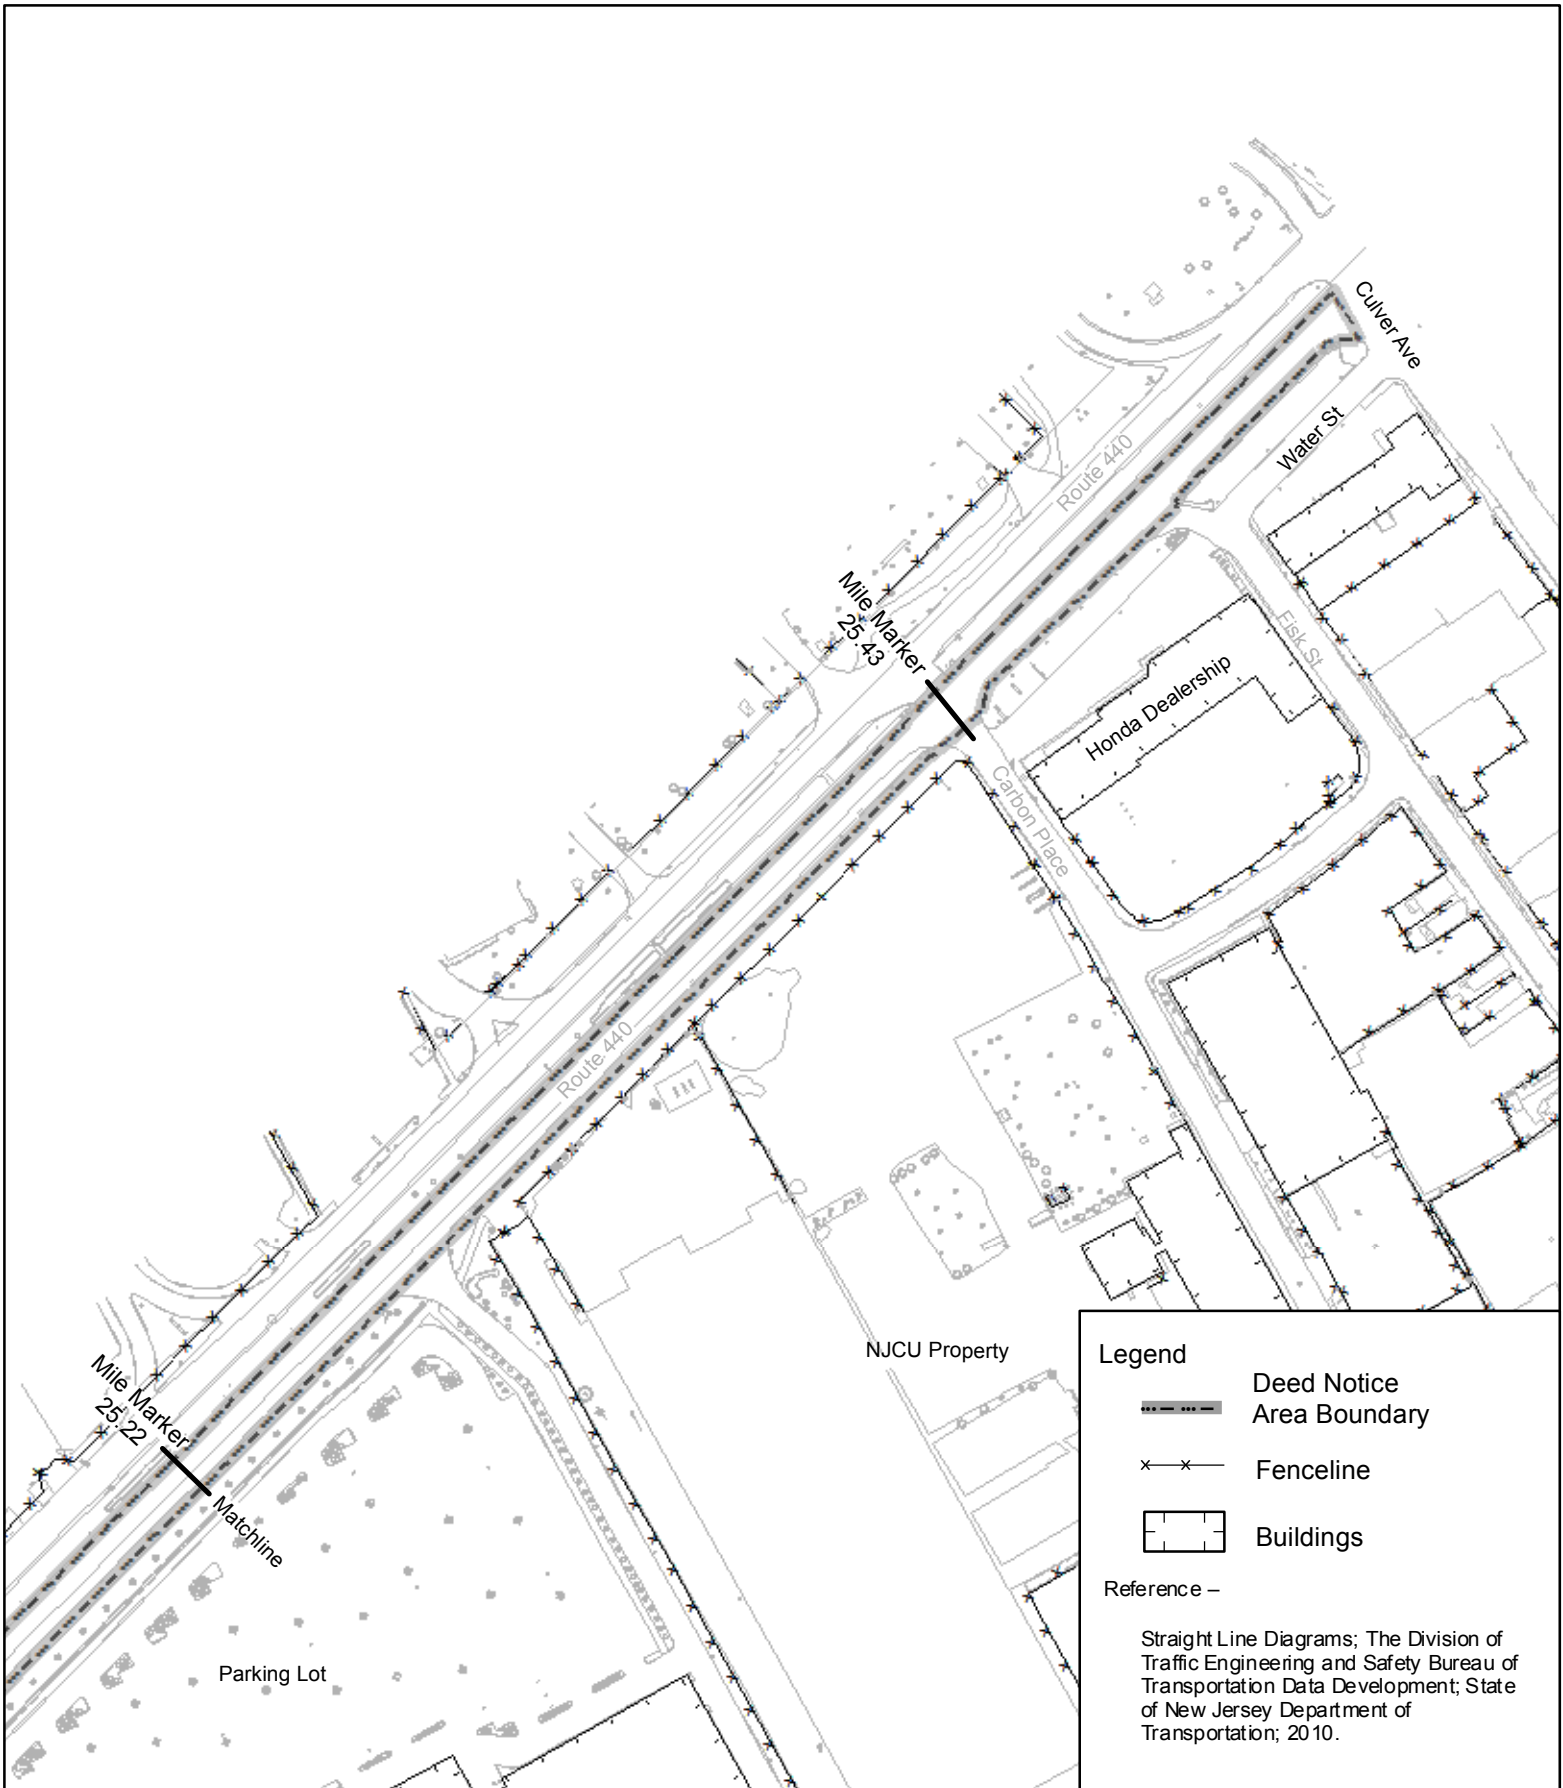 Culver Ave
Water St
Route 440
Mile Marker
25.43
Fisk St
Honda Dealership
Carbon Place
Route 440
NJCU Property
Mile Marker
25.22
Matchline
Parking Lot
Legend
Deed Notice
Area Boundary
Fenceline
Buildings
Reference –
Straight Line Diagrams; The Division of
Traffic Engineering and Safety Bureau of
Transportation Data Development; State
of New Jersey Department of
Transportation; 2010.